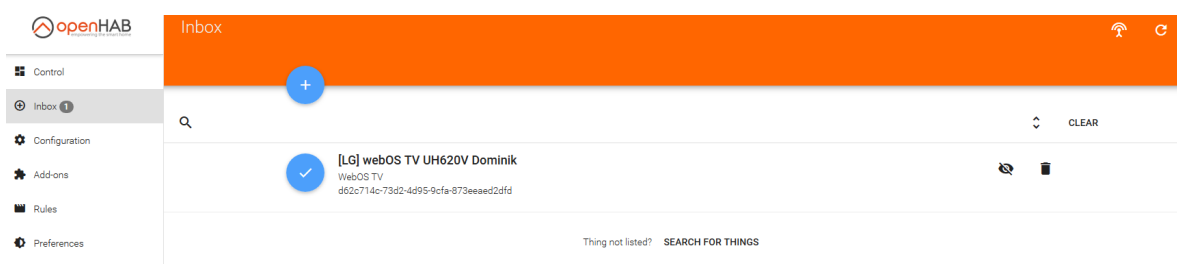 openHAB
empowering the smart home
Inbox
Control
Inbox 1
Configuration
Add-ons
Rules
Preferences
CLEAR
[LG] webOS TV UH620V Dominik
WebOS TV
d62c714c-73d2-4d95-9cfa-873eeaed2dfd
Thing not listed? SEARCH FOR THINGS